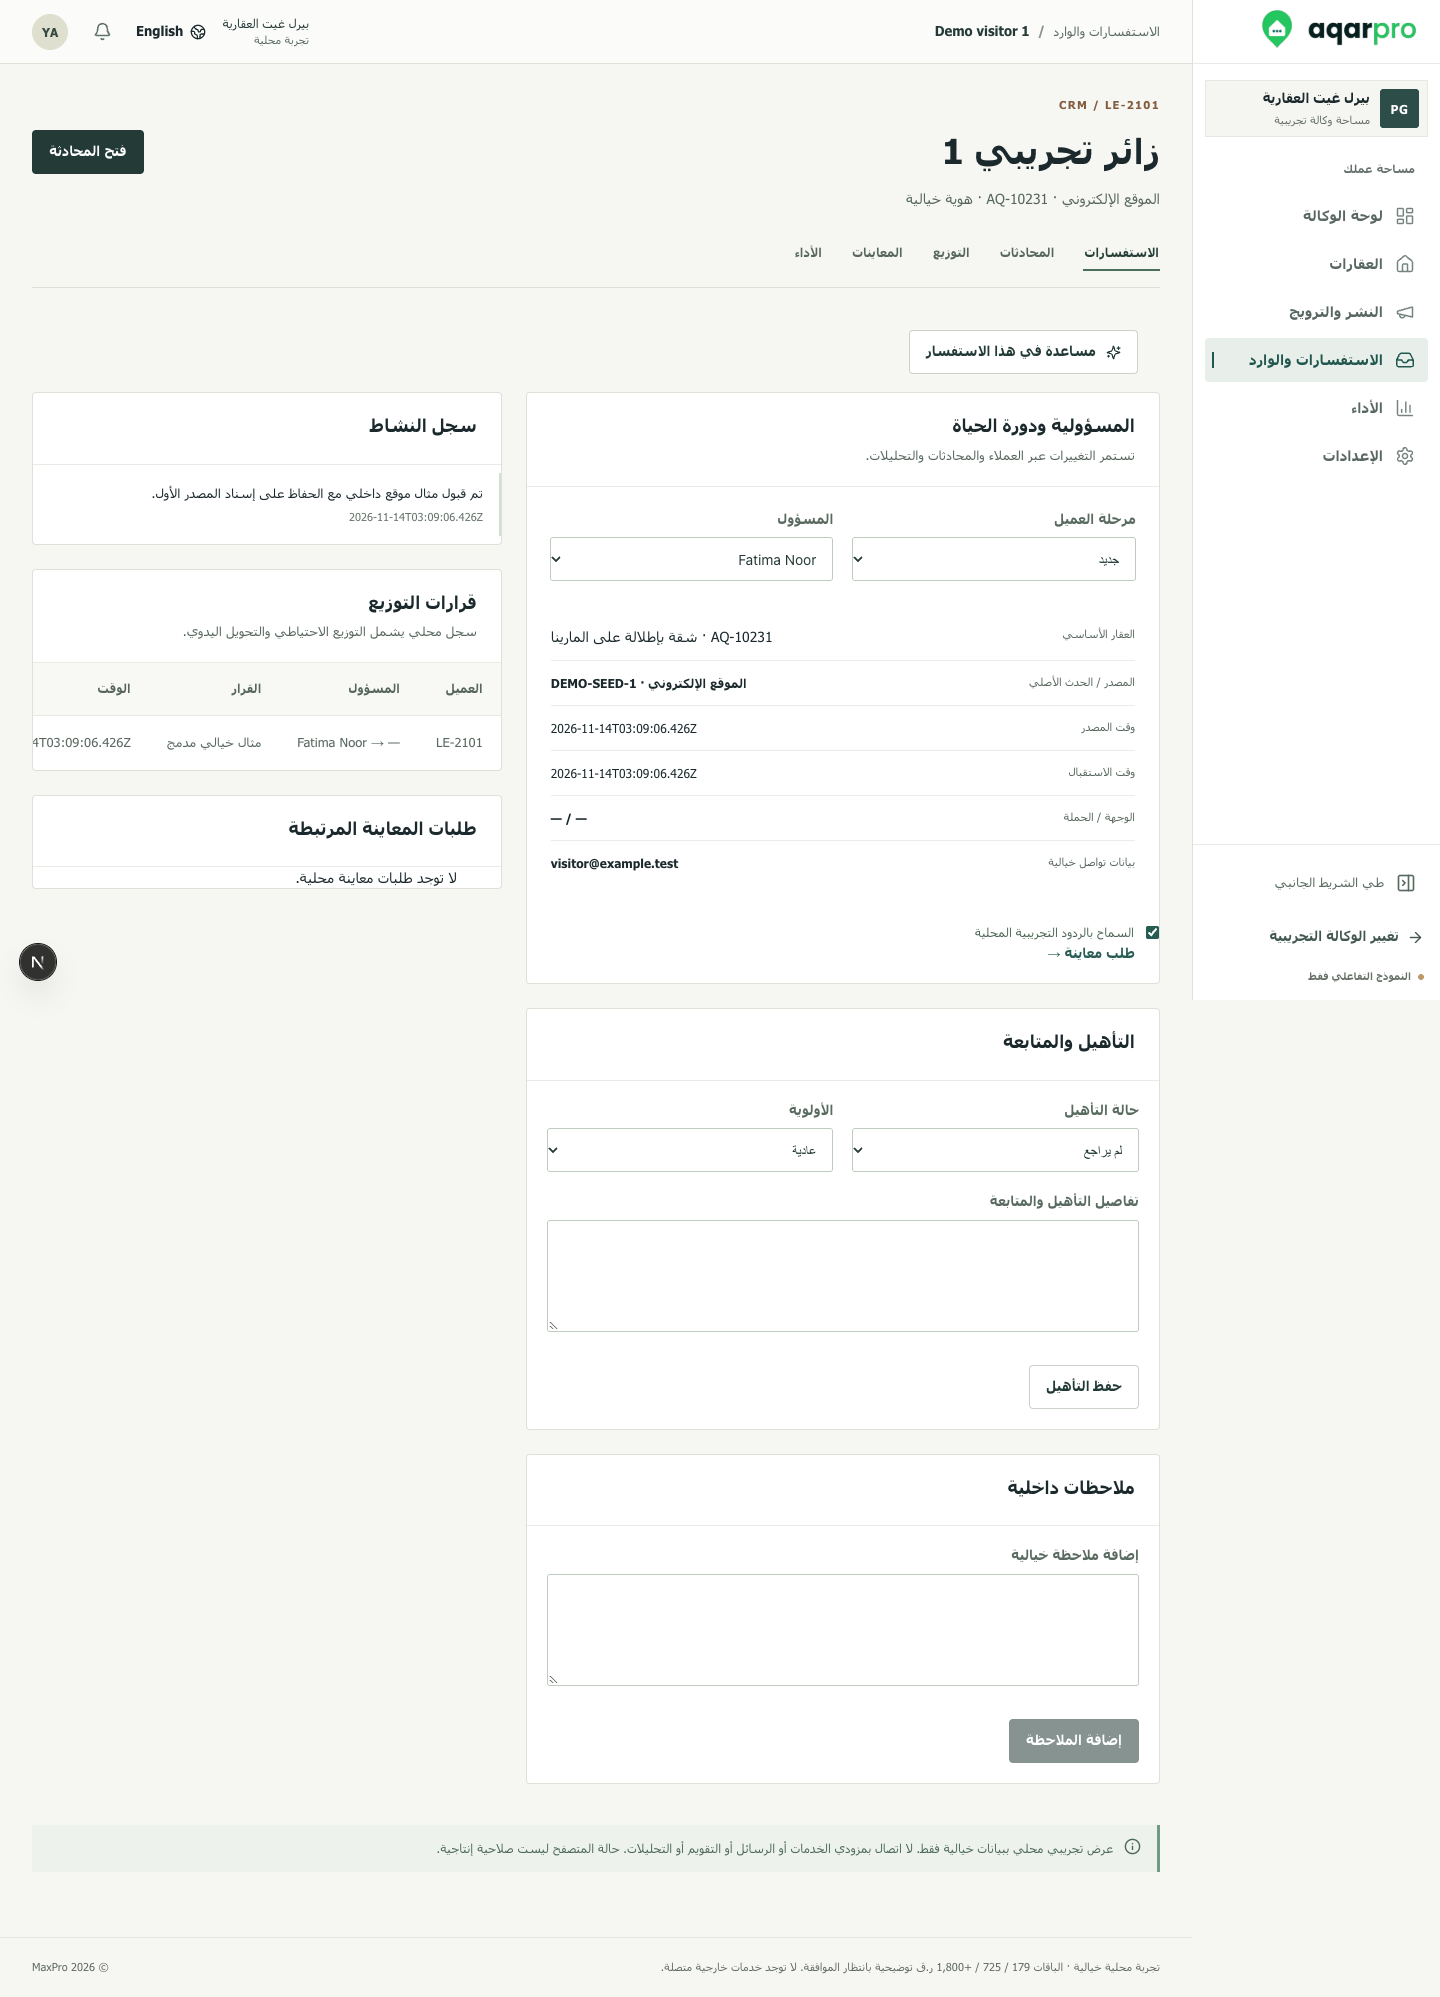 aqarpro
PG
بيرل غيت العقارية
مساحة وكالة تجريبية
مساحة عملك
لوحة الوكالة
العقارات
النشر والترويج
الاستفسارات والوارد
الأداء
الإعدادات
طي الشريط الجانبي
تغيير الوكالة التجريبية
النموذج التفاعلي فقط
الاستفسارات والوارد / Demo visitor 1
بيرل غيت العقارية
تجربة محلية
English
YA
CRM / LE-2101
زائر تجريبي 1
الموقع الإلكتروني · AQ-10231 · هوية خيالية
فتح المحادثة
الاستفسارات
المحادثات
التوزيع
المعاينات
الأداء
مساعدة في هذا الاستفسار
المسؤولية ودورة الحياة
تستمر التغييرات عبر العملاء والمحادثات والتحليلات.
مرحلة العميل
المسؤول
جديد
Fatima Noor
العقار الأساسي
AQ-10231 · شقة بإطلالة على المارينا
المصدر / الحدث الأصلي
الموقع الإلكتروني · DEMO-SEED-1
وقت المصدر
2026-11-14T03:09:06.426Z
وقت الاستقبال
2026-11-14T03:09:06.426Z
الوجهة / الحملة
— / —
بيانات تواصل خيالية
visitor@example.test
السماح بالردود التجريبية المحلية
طلب معاينة →
سجل النشاط
تم قبول مثال موقع داخلي مع الحفاظ على إسناد المصدر الأول.
2026-11-14T03:09:06.426Z
قرارات التوزيع
سجل محلي يشمل التوزيع الاحتياطي والتحويل اليدوي.
العميل
المسؤول
القرار
الوقت
LE-2101
— → Fatima Noor
مثال خيالي مدمج
4T03:09:06.426Z
طلبات المعاينة المرتبطة
لا توجد طلبات معاينة محلية.
التأهيل والمتابعة
حالة التأهيل
الأولوية
لم يراجع
عادية
تفاصيل التأهيل والمتابعة
حفظ التأهيل
ملاحظات داخلية
إضافة ملاحظة خيالية
إضافة الملاحظة
عرض تجريبي محلي ببيانات خيالية فقط. لا اتصال بمزودي الخدمات أو الرسائل أو التقويم أو التحليلات. حالة المتصفح ليست صلاحية إنتاجية.
تجربة محلية خيالية · الباقات 179 / 725 / +1,800 ر.ق توضيحية بانتظار الموافقة. لا توجد خدمات خارجية متصلة.
© 2026 MaxPro
N